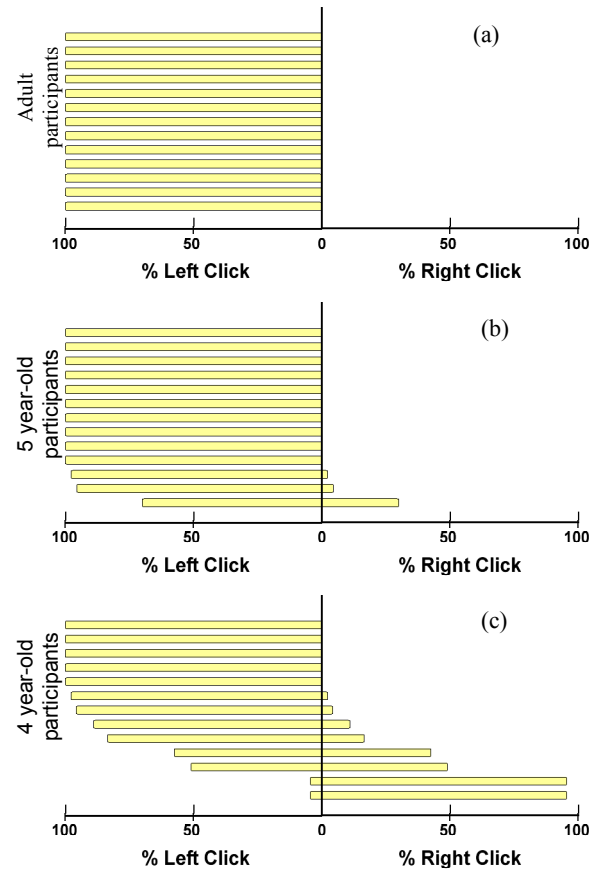 (a)
Adult
participants
100 50 0 50 100
% Left Click % Right Click
(b)
5 year-old
participants
100 50 0 50 100
% Left Click % Right Click
(c)
4 year-old
participants
100 50 0 50 100
% Left Click % Right Click